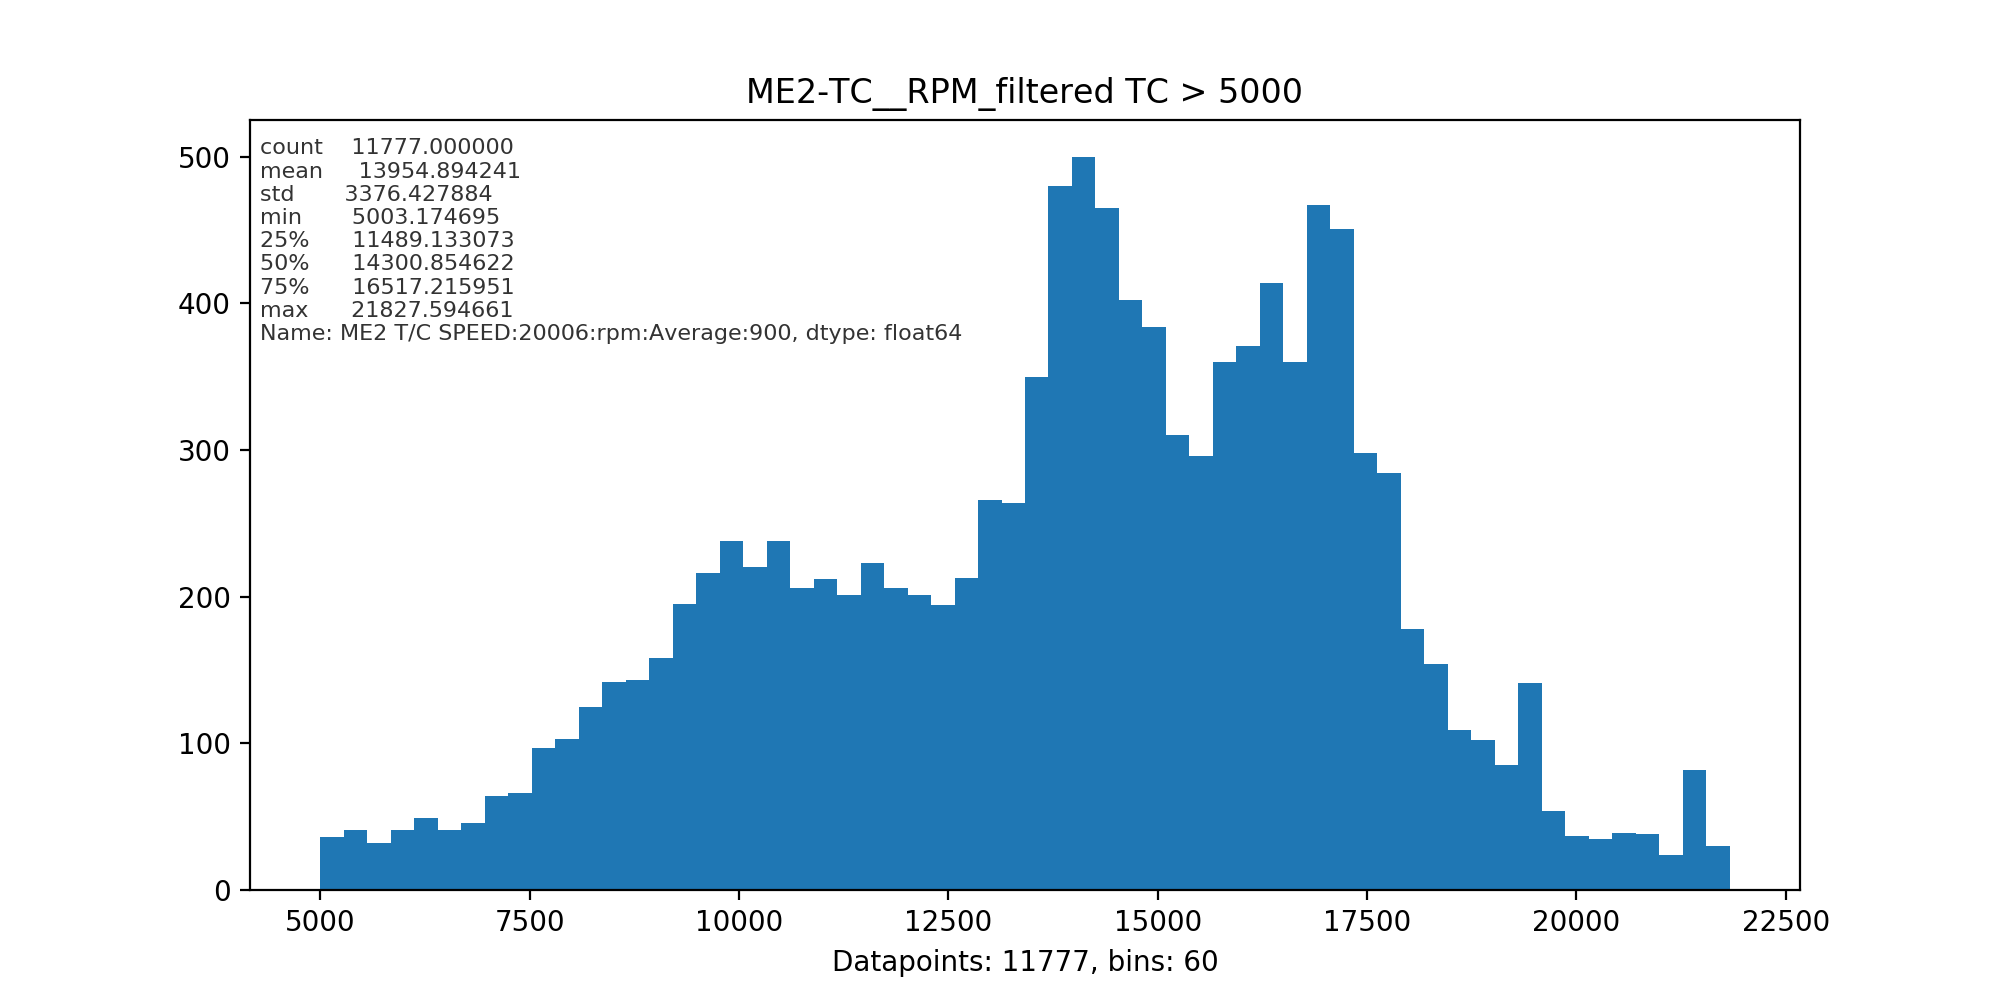 ME2-TC__RPM_filtered TC > 5000
count 11777.000000
mean 13954.894241
std 3376.427884
min 5003.174695
25% 11489.133073
50% 14300.854622
75% 16517.215951
max 21827.594661
Name: ME2 T/C SPEED:20006:rpm:Average:900, dtype: float64
500
400
300
200
100
0
5000 7500 10000 12500 15000 17500 20000 22500
Datapoints: 11777, bins: 60